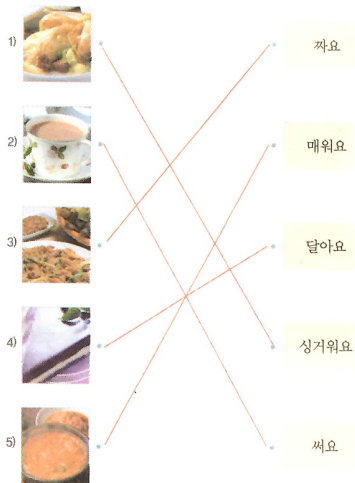 1) 짜요
2) 매워요
3) 달아요
4) 싱거워요
5) 써요